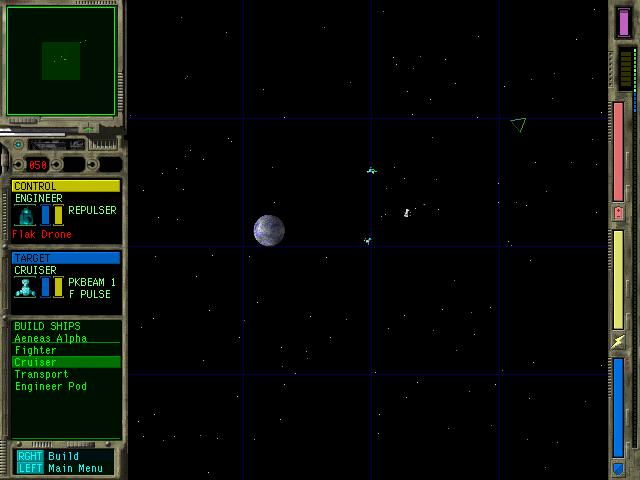 050
CONTROL
ENGINEER
REPULSER
Flak Drone
TARGET
CRUISER
PKBEAM 1
F PULSE
BUILD SHIPS
Aeneas Alpha
Fighter
Cruiser
Transport
Engineer Pod
RGHT Build
LEFT Main Menu